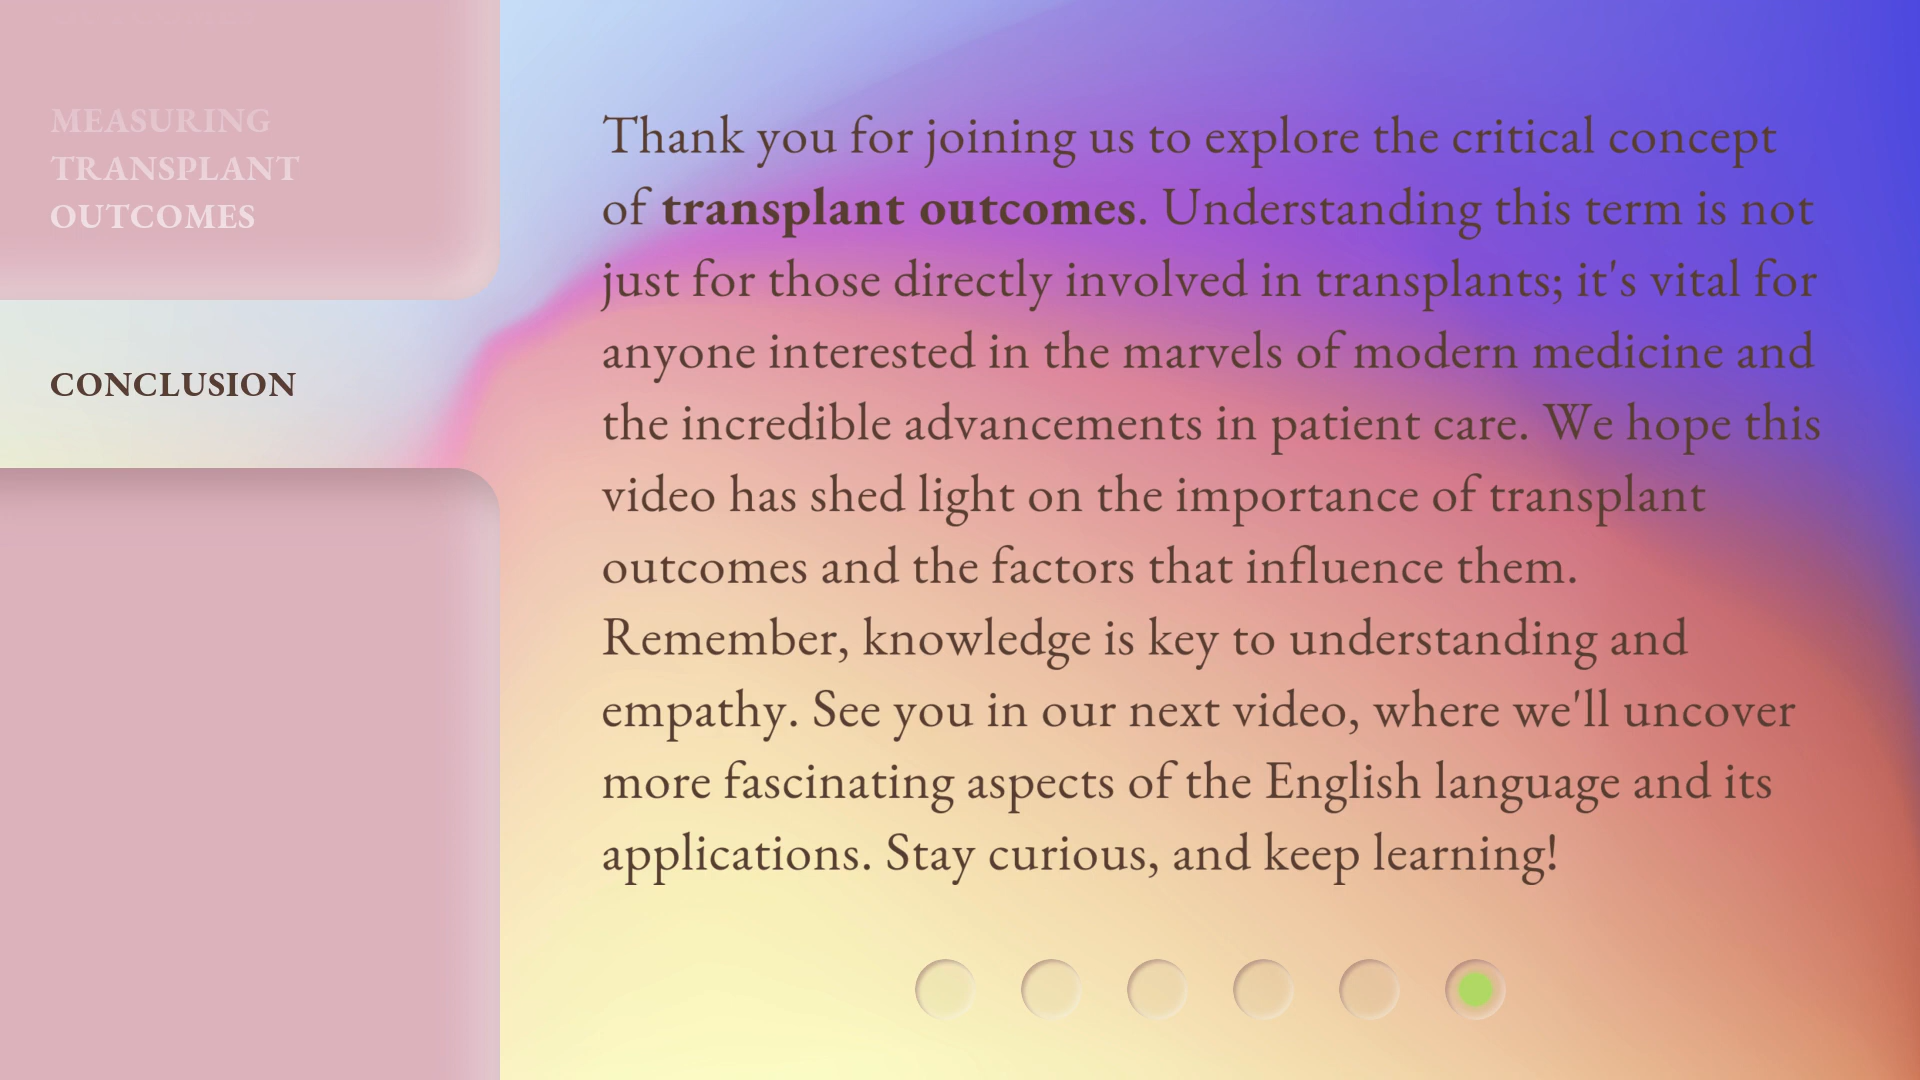 MEASURING
TRANSPLANT
OUTCOMES
CONCLUSION
Thank you for joining us to explore the critical concept
of transplant outcomes. Understanding this term is not
just for those directly involved in transplants; it's vital for
anyone interested in the marvels of modern medicine and
the incredible advancements in patient care. We hope this
video has shed light on the importance of transplant
outcomes and the factors that influence them.
Remember, knowledge is key to understanding and
empathy. See you in our next video, where we'll uncover
more fascinating aspects of the English language and its
applications. Stay curious, and keep learning!